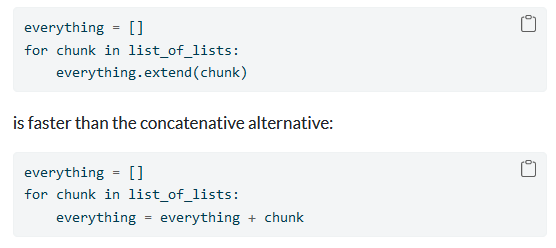 everything = []
for chunk in list_of_lists:
    everything.extend(chunk)
is faster than the concatenative alternative:
everything = []
for chunk in list_of_lists:
    everything = everything + chunk